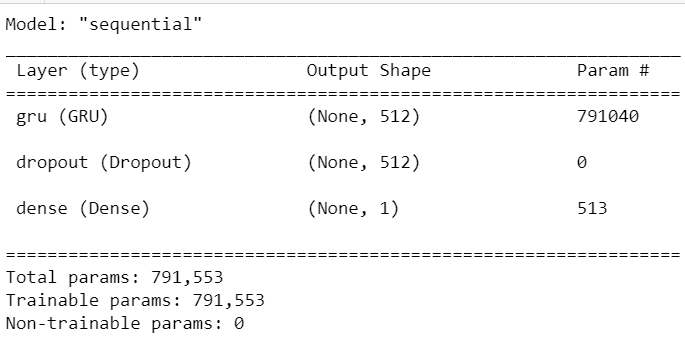 Model: "sequential"
Layer (type) Output Shape Param #
gru (GRU) (None, 512) 791040
dropout (Dropout) (None, 512) 0
dense (Dense) (None, 1) 513
Total params: 791,553
Trainable params: 791,553
Non-trainable params: 0